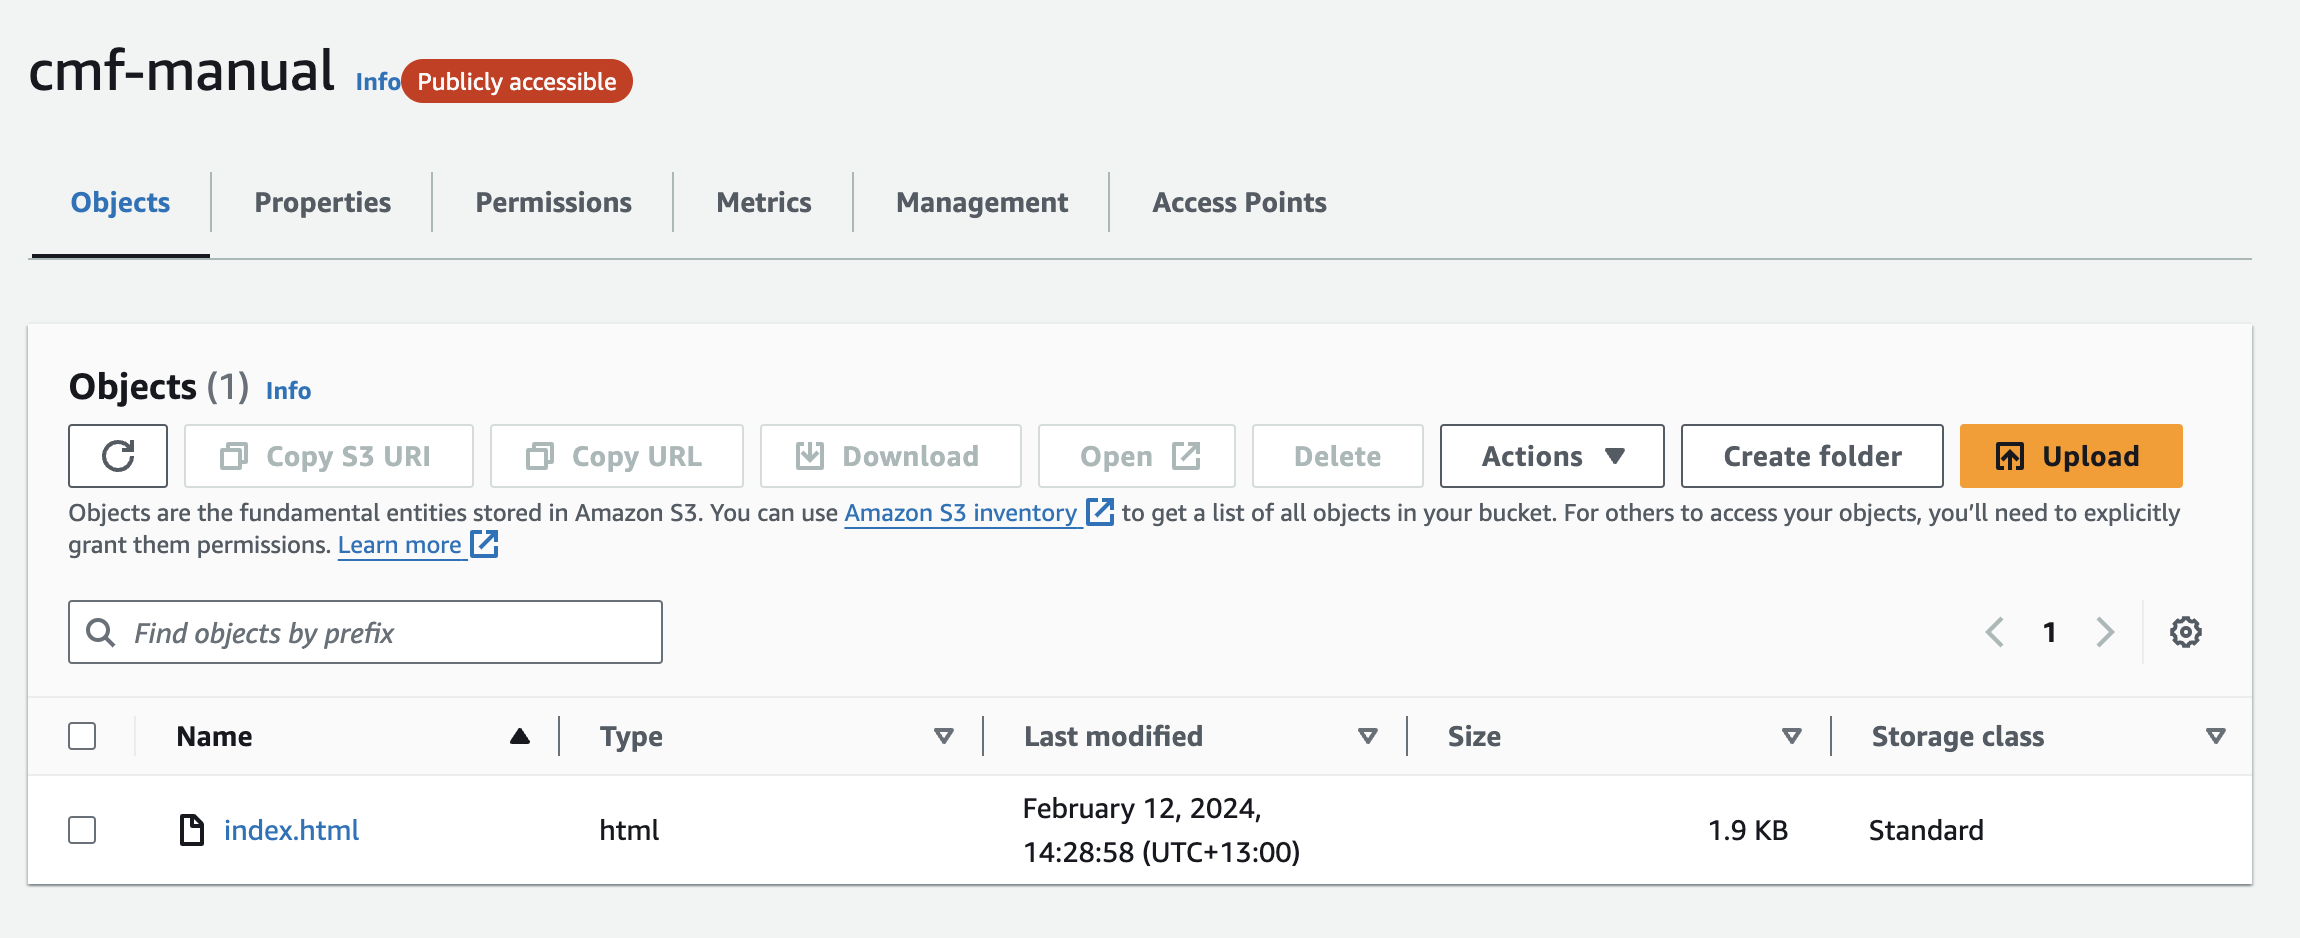 cmf-manual Info Publicly accessible
Objects Properties Permissions Metrics Management Access Points
Objects (1) Info
Copy S3 URI Copy URL Download Open Delete Actions Create folder Upload
Objects are the fundamental entities stored in Amazon S3. You can use Amazon S3 inventory to get a list of all objects in your bucket. For others to access your objects, you'll need to explicitly
grant them permissions. Learn more
Find objects by prefix 1
Name Type Last modified Size Storage class
index.html html February 12, 2024, 1.9 KB Standard
14:28:58 (UTC+13:00)